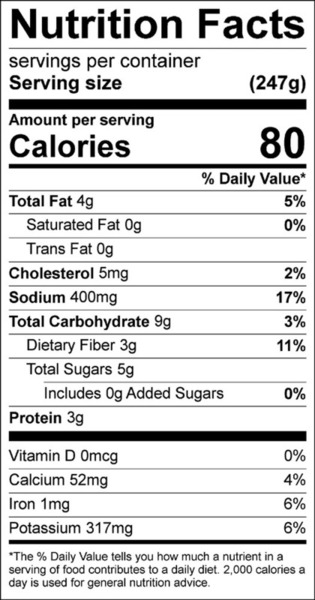 Nutrition Facts
servings per container
Serving size (247g)
Amount per serving
Calories 80
% Daily Value*
Total Fat 4g 5%
Saturated Fat 0g 0%
Trans Fat 0g
Cholesterol 5mg 2%
Sodium 400mg 17%
Total Carbohydrate 9g 3%
Dietary Fiber 3g 11%
Total Sugars 5g
Includes 0g Added Sugars 0%
Protein 3g
Vitamin D 0mcg 0%
Calcium 52mg 4%
Iron 1mg 6%
Potassium 317mg 6%
*The % Daily Value tells you how much a nutrient in a
serving of food contributes to a daily diet. 2,000 calories a
day is used for general nutrition advice.